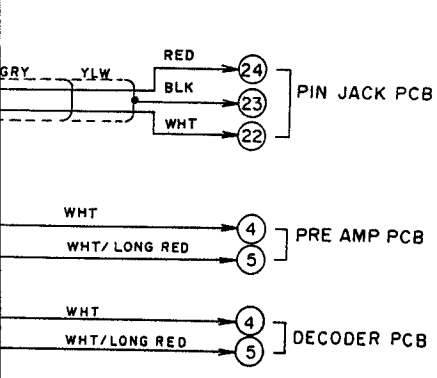 RED
24
GRY YLW
BLK
PIN JACK PCB
23
WHT
22
WHT
4
PRE AMP PCB
WHT/LONG RED
5
WHT
4
DECODER PCB
WHT/LONG RED
5